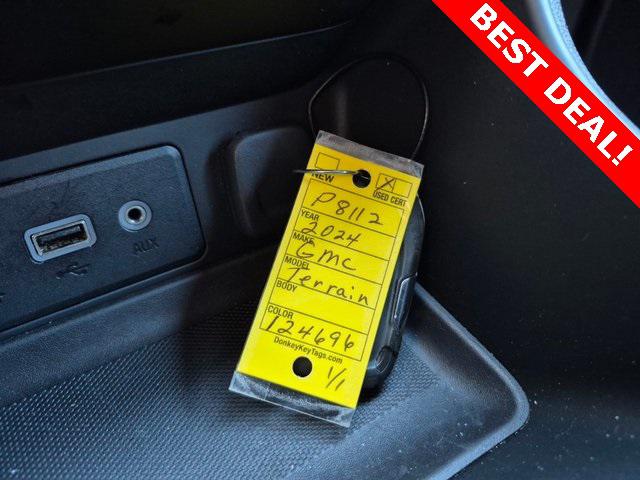 BEST DEAL!
NEW
USED CERT.
P8112
YEAR
2024
MAKE
GMC
MODEL
Terrain
BODY
COLOR
124696
DonkeyKeyTags.com
1/1
AUX